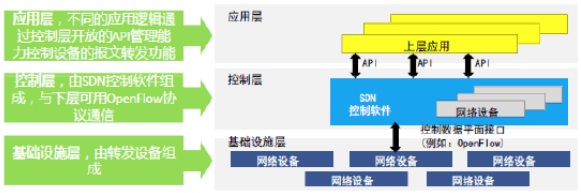 应用层，不同的应用逻辑通
过控制层开放的API管理能
力控制设备的报文转发功能
控制层，由SDN控制软件组
成，与下层可用OpenFlow协
议通信
基础设施层，由转发设备组
成
应用层
上层应用
API
API
API
控制层
SDN
控制软件
网络设备
控制数据平面接口
(例如：OpenFlow)
基础设施层
网络设备
网络设备
网络设备
网络设备
网络设备